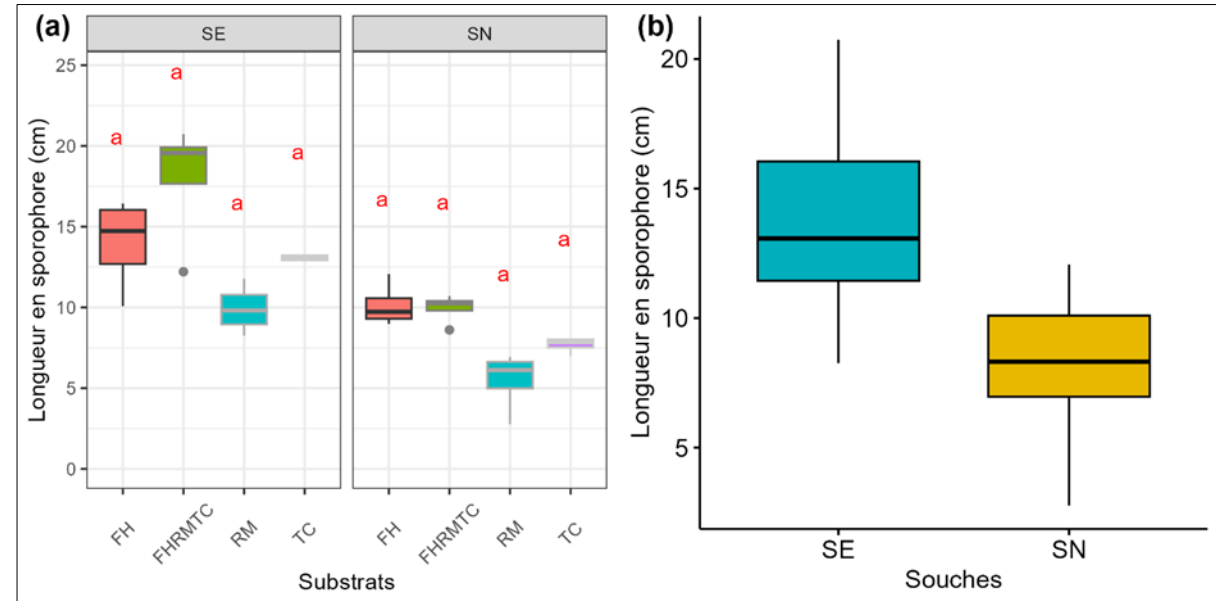 (a)
SE
SN
Longueur en sporophore (cm)
25
20
15
10
5
0
a
a
a
a
a
a
a
a
FH
FHRMTC
RM
TC
FH
FHRMTC
RM
TC
Substrats
(b)
Longueur en sporophore (cm)
20
15
10
5
SE
SN
Souches